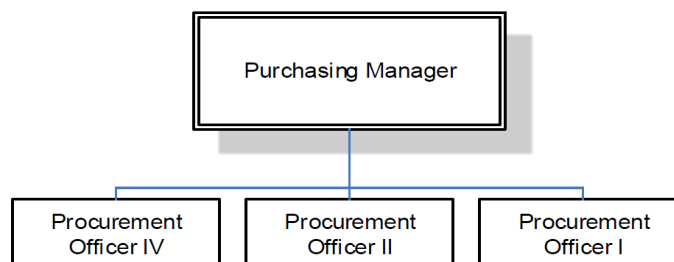 Purchasing Manager
Procurement
Officer IV
Procurement
Officer II
Procurement
Officer I